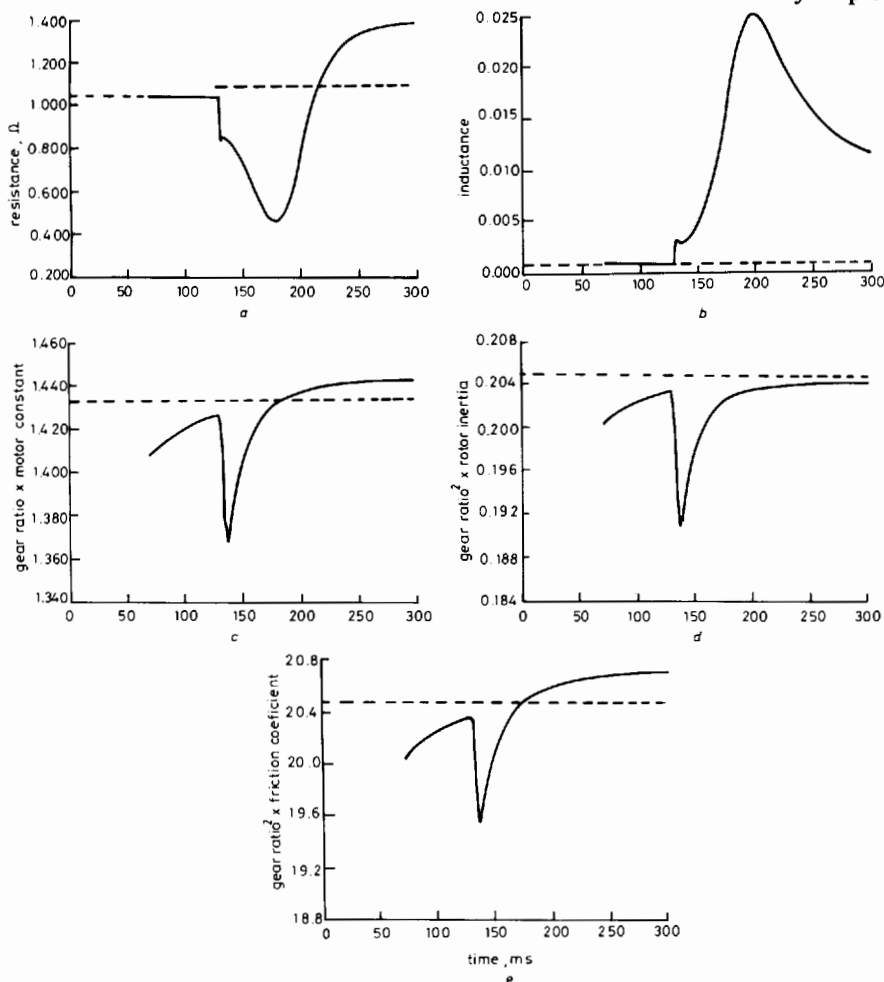 1.400
1.400
1.000
0.800
0.600
0.400
0.200
resistance, Ω
0 50 100 150 200 250 300
a
0.025
0.020
0.015
0.010
0.005
0.000
inductance
0 50 100 150 200 250 300
b
1.460
1.440
1.420
1.400
1.380
1.360
1.340
gear ratio x motor constant
0 50 100 150 200 250 300
c
0.208
0.204
0.200
0.196
0.192
0.188
0.184
gear ratio² x rotor inertia
0 50 100 150 200 250 300
d
20.8
20.4
20.0
19.6
19.2
18.8
gear ratio² x friction coeficient
0 50 100 150 200 250 300
time, ms
e